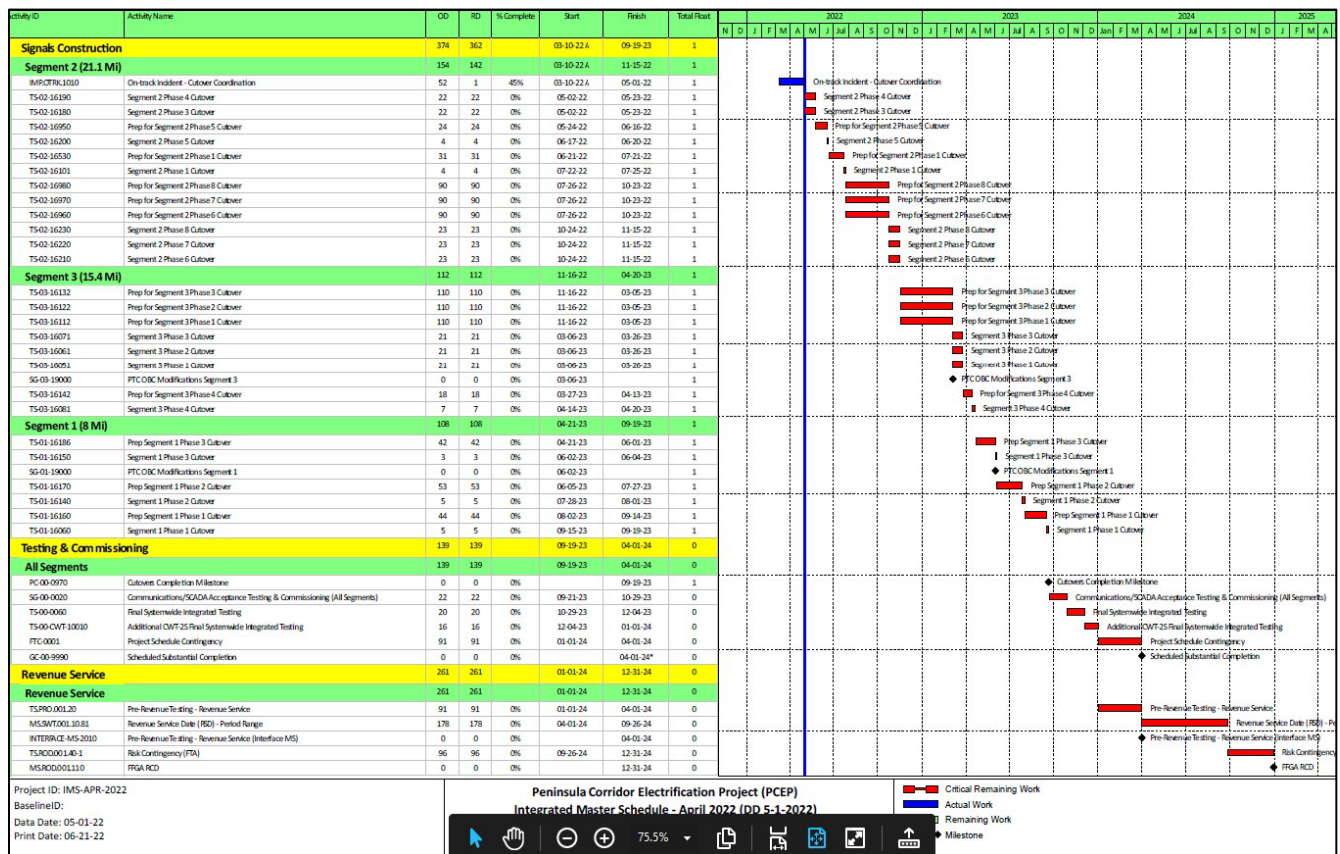 Activity ID Activity Name OD RD % Complete Start Finish Total Float 2022 2023 2024 2025
N D J F M A M J Jul A S O N D J F M A M J Jul A S O N D Jan F M A M J Jul A S O N D J F M A
Signals Construction 374 362 03-10-22 A 09-19-23 1
Segment 2 (21.1 Mi) 154 142 03-10-22 A 11-15-22 1
IMP.OTRK.1010 On-track Incident - Cutover Coordination 52 1 45% 03-10-22 A 05-01-22 1 On-track Incident - Cutover Coordination
TS-02-16190 Segment 2 Phase 4 Cutover 22 22 0% 05-02-22 05-23-22 1 Segment 2 Phase 4 Cutover
TS-02-16180 Segment 2 Phase 3 Cutover 22 22 0% 05-02-22 05-23-22 1 Segment 2 Phase 3 Cutover
TS-02-16950 Prep for Segment 2 Phase 5 Cutover 24 24 0% 05-24-22 06-16-22 1 Prep for Segment 2 Phase 5 Cutover
TS-02-16200 Segment 2 Phase 5 Cutover 4 4 0% 06-17-22 06-20-22 1 Segment 2 Phase 5 Cutover
TS-02-16530 Prep for Segment 2 Phase 1 Cutover 31 31 0% 06-21-22 07-21-22 1 Prep for Segment 2 Phase 1 Cutover
TS-02-16101 Segment 2 Phase 1 Cutover 4 4 0% 07-22-22 07-25-22 1 Segment 2 Phase 1 Cutover
TS-02-16980 Prep for Segment 2 Phase 8 Cutover 90 90 0% 07-26-22 10-23-22 1 Prep for Segment 2 Phase 8 Cutover
TS-02-16970 Prep for Segment 2 Phase 7 Cutover 90 90 0% 07-26-22 10-23-22 1 Prep for Segment 2 Phase 7 Cutover
TS-02-16960 Prep for Segment 2 Phase 6 Cutover 90 90 0% 07-26-22 10-23-22 1 Prep for Segment 2 Phase 6 Cutover
TS-02-16230 Segment 2 Phase 8 Cutover 23 23 0% 10-24-22 11-15-22 1 Segment 2 Phase 8 Cutover
TS-02-16220 Segment 2 Phase 7 Cutover 23 23 0% 10-24-22 11-15-22 1 Segment 2 Phase 7 Cutover
TS-02-16210 Segment 2 Phase 6 Cutover 23 23 0% 10-24-22 11-15-22 1 Segment 2 Phase 6 Cutover
Segment 3 (15.4 Mi) 112 112 11-16-22 04-20-23 1
TS-03-16132 Prep for Segment 3 Phase 3 Cutover 110 110 0% 11-16-22 03-05-23 1 Prep for Segment 3 Phase 3 Cutover
TS-03-16122 Prep for Segment 3 Phase 2 Cutover 110 110 0% 11-16-22 03-05-23 1 Prep for Segment 3 Phase 2 Cutover
TS-03-16112 Prep for Segment 3 Phase 1 Cutover 110 110 0% 11-16-22 03-05-23 1 Prep for Segment 3 Phase 1 Cutover
TS-03-16071 Segment 3 Phase 3 Cutover 21 21 0% 03-06-23 03-26-23 1 Segment 3 Phase 3 Cutover
TS-03-16061 Segment 3 Phase 2 Cutover 21 21 0% 03-06-23 03-26-23 1 Segment 3 Phase 2 Cutover
TS-03-16051 Segment 3 Phase 1 Cutover 21 21 0% 03-06-23 03-26-23 1 Segment 3 Phase 1 Cutover
SG-03-19000 PTC OBC Modifications Segment 3 0 0 0% 03-06-23 1 PTC OBC Modifications Segment 3
TS-03-16142 Prep for Segment 3 Phase 4 Cutover 18 18 0% 03-27-23 04-13-23 1 Prep for Segment 3 Phase 4 Cutover
TS-03-16081 Segment 3 Phase 4 Cutover 7 7 0% 04-14-23 04-20-23 1 Segment 3 Phase 4 Cutover
Segment 1 (8 Mi) 108 108 04-21-23 09-19-23 1
TS-01-16186 Prep Segment 1 Phase 3 Cutover 42 42 0% 04-21-23 06-01-23 1 Prep Segment 1 Phase 3 Cutover
TS-01-16150 Segment 1 Phase 3 Cutover 3 3 0% 06-02-23 06-04-23 1 Segment 1 Phase 3 Cutover
SG-01-19000 PTC OBC Modifications Segment 1 0 0 0% 06-02-23 1 PTC OBC Modifications Segment 1
TS-01-16170 Prep Segment 1 Phase 2 Cutover 53 53 0% 06-05-23 07-27-23 1 Prep Segment 1 Phase 2 Cutover
TS-01-16140 Segment 1 Phase 2 Cutover 5 5 0% 07-28-23 08-01-23 1 Segment 1 Phase 2 Cutover
TS-01-16160 Prep Segment 1 Phase 1 Cutover 44 44 0% 08-02-23 09-14-23 1 Prep Segment 1 Phase 1 Cutover
TS-01-16060 Segment 1 Phase 1 Cutover 5 5 0% 09-15-23 09-19-23 1 Segment 1 Phase 1 Cutover
Testing & Commissioning 139 139 09-19-23 04-01-24 0
All Segments 139 139 09-19-23 04-01-24 0
PC-00-0970 Cutovers Completion Milestone 0 0 0% 09-19-23 1 Cutovers Completion Milestone
SG-00-0020 Communications/SCADA Acceptance Testing & Commissioning (All Segments) 22 22 0% 09-21-23 10-29-23 0 Communications/SCADA Acceptance Testing & Commissioning (All Segments)
TS-00-0060 Final Systemwide Integrated Testing 20 20 0% 10-29-23 12-04-23 0 Final Systemwide Integrated Testing
TS-00-CWT-10010 Additional CWT-2S Final Systemwide Integrated Testing 16 16 0% 12-04-23 01-01-24 0 Additional CWT-2S Final Systemwide Integrated Testing
FTC-0001 Project Schedule Contingency 91 91 0% 01-01-24 04-01-24 0 Project Schedule Contingency
GC-00-9990 Scheduled Substantial Completion 0 0 0% 04-01-24* 0 Scheduled Substantial Completion
Revenue Service 261 261 01-01-24 12-31-24 0
Revenue Service 261 261 01-01-24 12-31-24 0
TS.PRO.001.20 Pre-Revenue Testing - Revenue Service 91 91 0% 01-01-24 04-01-24 0 Pre-Revenue Testing - Revenue Service
MS.SWT.001.10.81 Revenue Service Date (RSD) - Period Range 178 178 0% 04-01-24 09-26-24 0 Revenue Service Date (RSD) - Pe
INTERFACE-MS-2010 Pre-Revenue Testing - Revenue Service (Interface MS) 0 0 0% 04-01-24 0 Pre-Revenue Testing - Revenue Service (Interface MS)
TS.ROD.001.40-1 Risk Contingency (FTA) 96 96 0% 09-26-24 12-31-24 0 Risk Contingency
MS.ROD.001.110 FFGA RCD 0 0 0% 12-31-24 0 FFGA RCD
Project ID: IMS-APR-2022
BaselineID:
Data Date: 05-01-22
Print Date: 06-21-22
Peninsula Corridor Electrification Project (PCEP)
Integrated Master Schedule - April 2022 (DD 5-1-2022)
75.5%
Critical Remaining Work
Actual Work
Remaining Work
Milestone